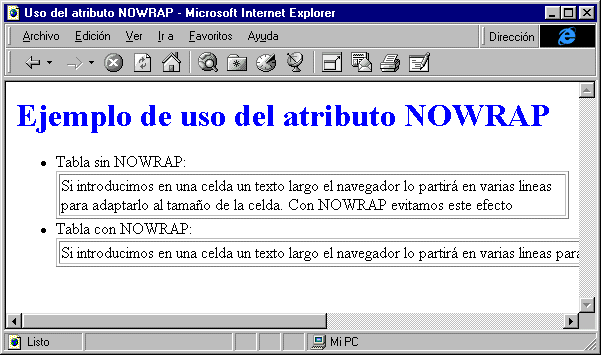 Uso del atributo NOWRAP - Microsoft Internet Explorer
Archivo Edición Ver Ir a Favoritos Ayuda Dirección
Ejemplo de uso del atributo NOWRAP
Tabla sin NOWRAP:
Si introducimos en una celda un texto largo el navegador lo partirá en varias lineas
para adaptarlo al tamaño de la celda. Con NOWRAP evitamos este efecto
Tabla con NOWRAP:
Si introducimos en una celda un texto largo el navegador lo partirá en varias lineas para
Listo Mi PC